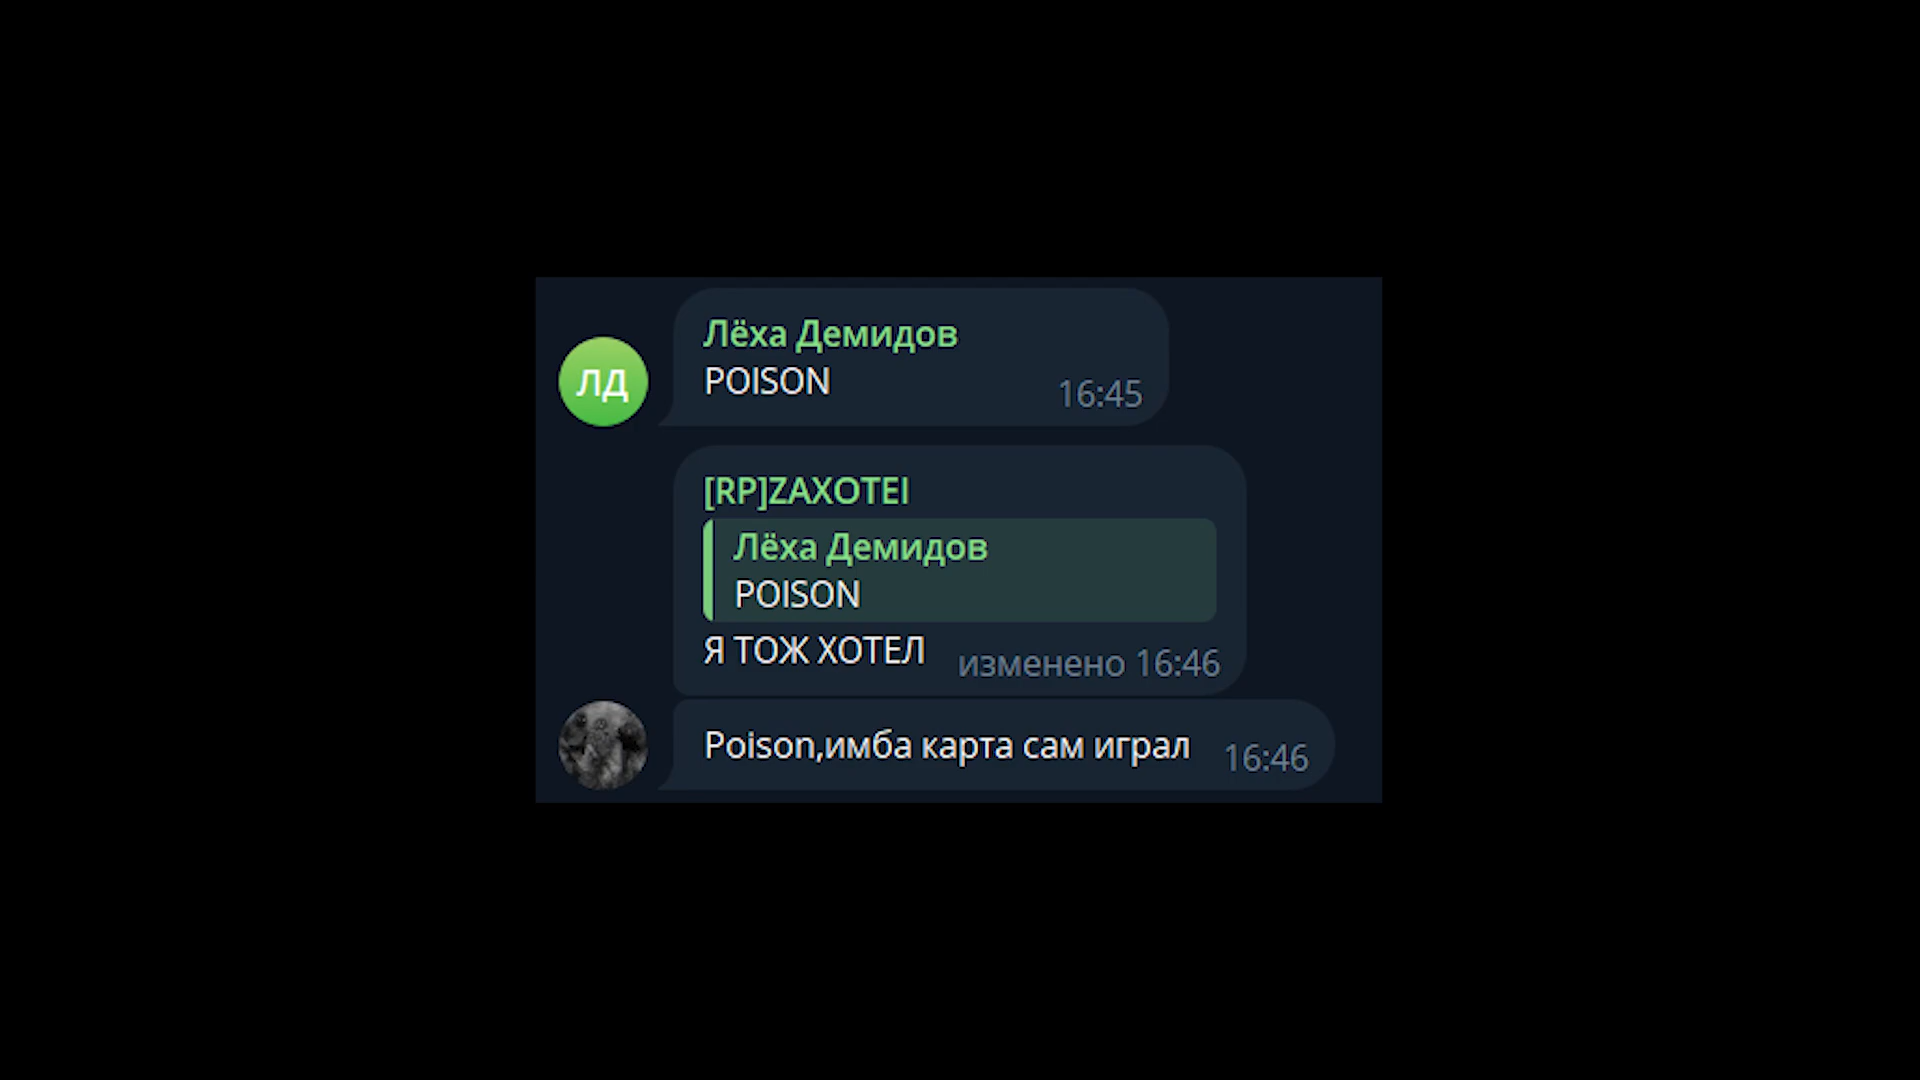 Лёха Демидов
POISON
16:45
ЛД
[RP]ZAXOTEI
Лёха Демидов
POISON
Я ТОЖ ХОТЕЛ
изменено 16:46
Poison,имба карта сам играл
16:46